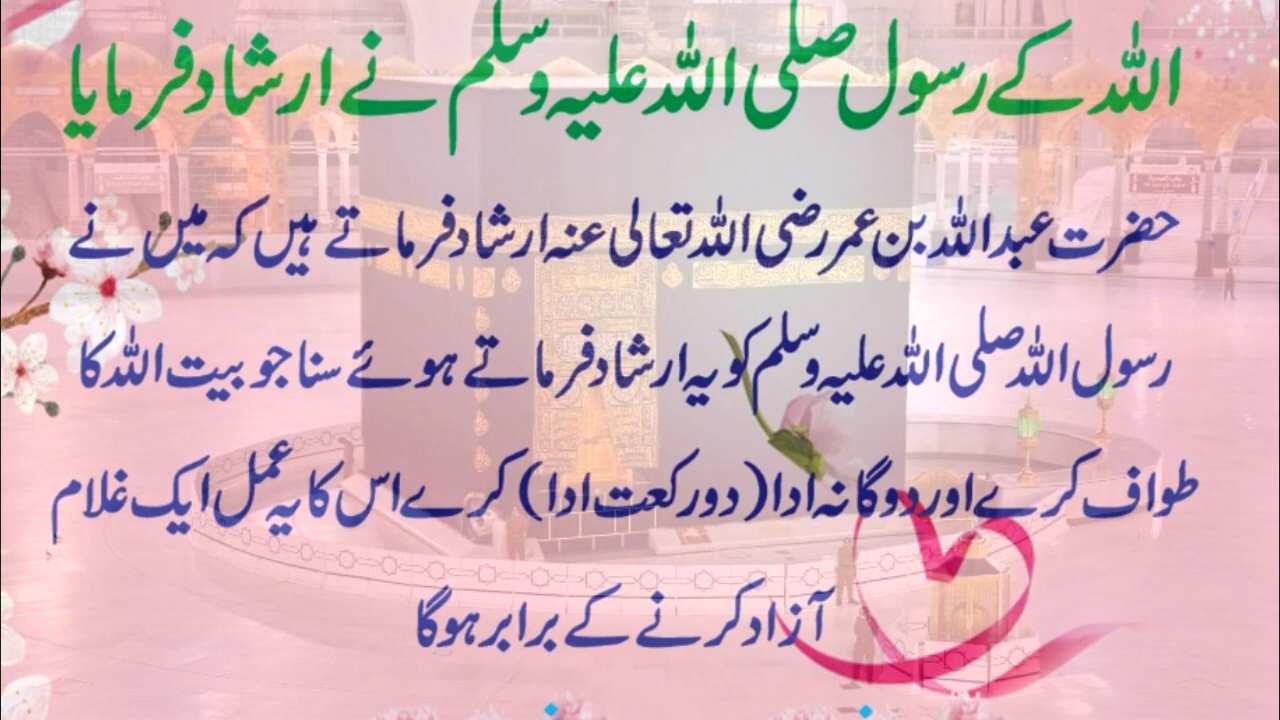 اللہ کے رسول صلی اللہ علیہ وسلم نے ارشاد فرمایا
حضرت عبداللہ بن عمر رضی اللہ تعالی عنہ ارشاد فرماتے ہیں کہ میں نے
رسول اللہ صلی اللہ علیہ وسلم کو یہ ارشاد فرماتے ہوئے سنا جو بیت اللہ کا
طواف کرے اور دوگانہ ادا (دو رکعت ادا) کرے اس کا یہ عمل ایک غلام
آزاد کرنے کے برابر ہوگا